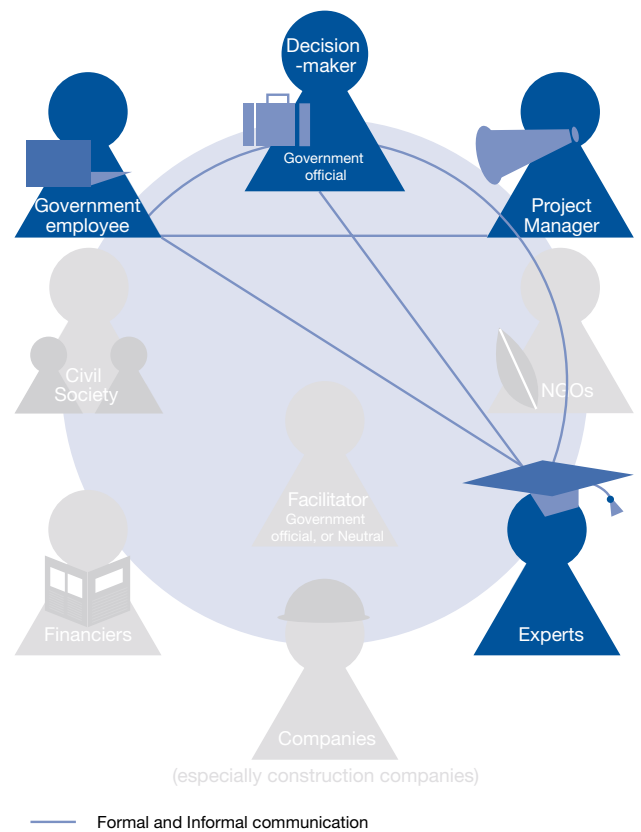 Decision
-maker
Government
official
Government
employee
Project
Manager
Civil
Society
NGOs
Facilitator
Government
official, or Neutral
Financiers
Experts
Companies
(especially construction companies)
Formal and Informal communication